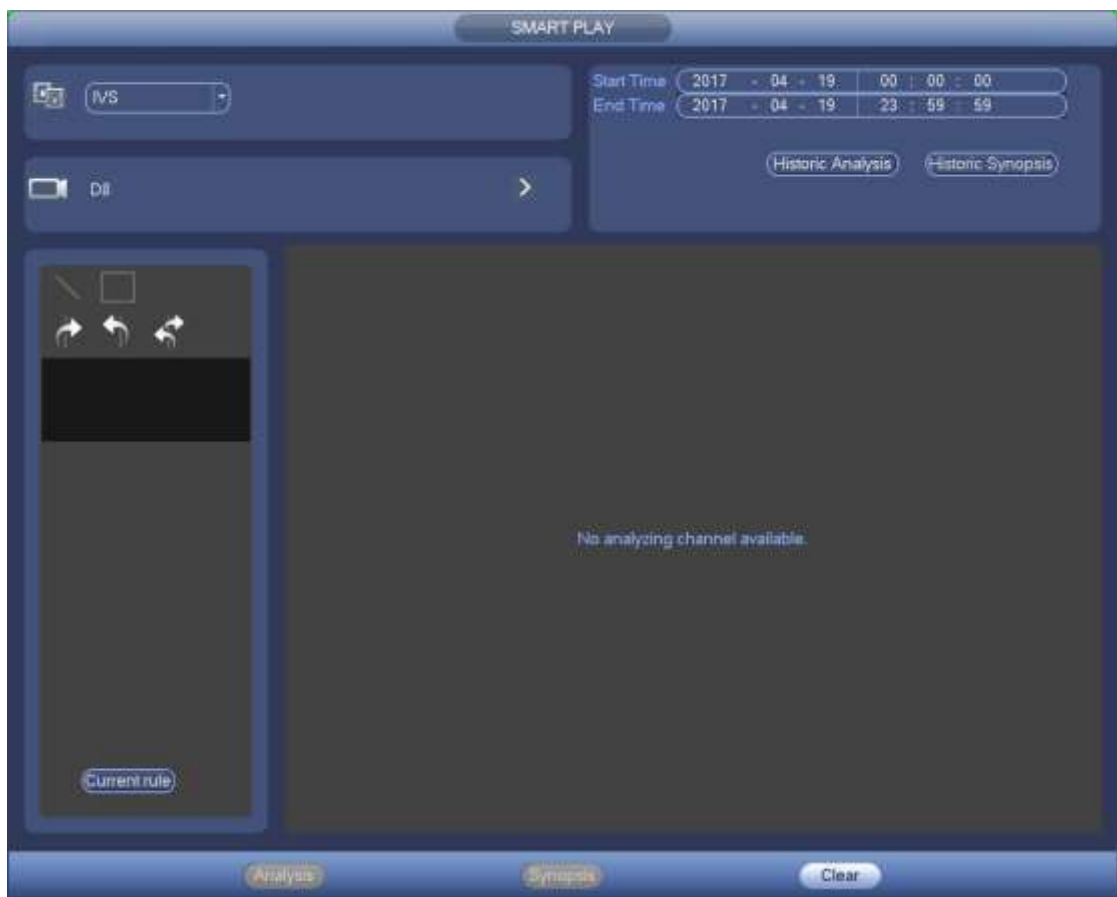 SMART PLAY
IVS
Start Time 2017 - 04 - 19 00 : 00 : 00
End Time 2017 - 04 - 19 23 : 59 : 59
Historic Analysis Historic Synopsis
DII
No analyzing channel available.
Current rule
Analysis Synopsis Clear